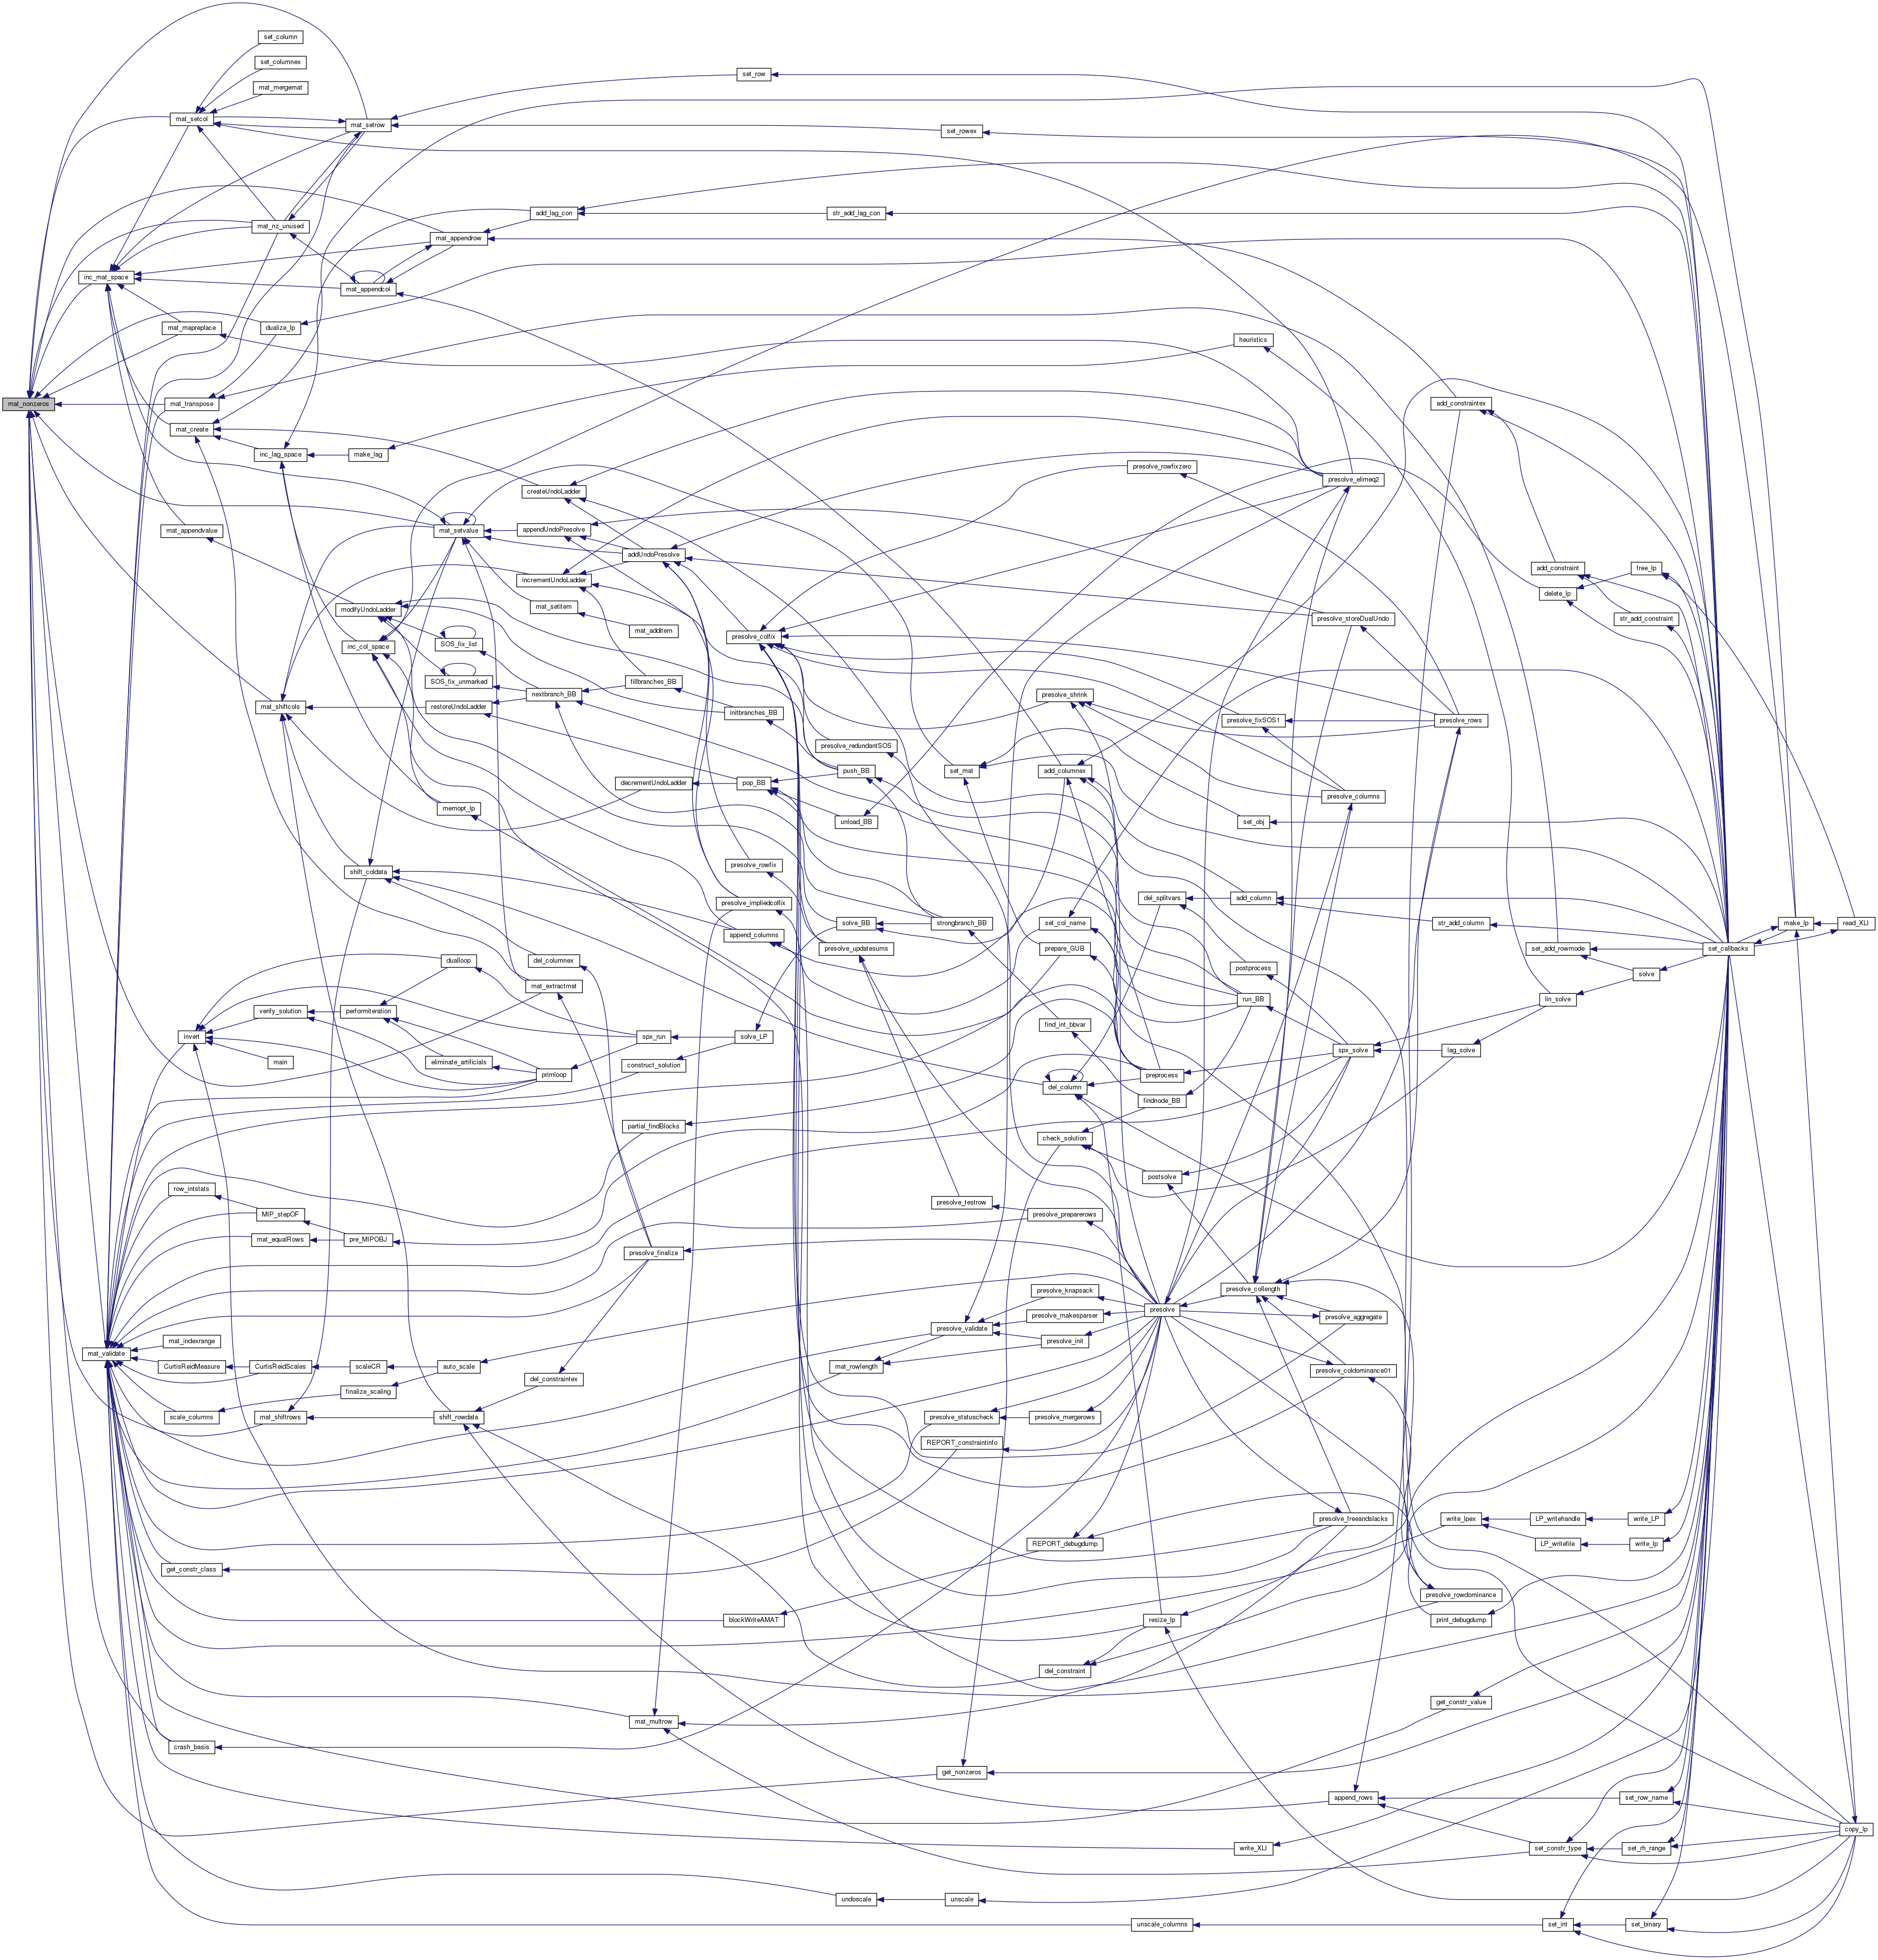 set_column
set_columnex
set_row
mat_mergemat
mat_setcol
mat_setrow
set_rowex
add_lag_con
str_add_lag_con
mat_nz_unused
mat_appendrow
inc_mat_space
mat_appendcol
mat_mapreplace
dualize_lp
heuristics
mat_nonzeros
mat_transpose
add_constraintex
mat_create
inc_lag_space
make_lag
presolve_rowfixzero
presolve_elimeq2
createUndoLadder
mat_appendvalue
mat_setvalue
appendUndoPresolve
addUndoPresolve
add_constraint
free_lp
incrementUndoLadder
delete_lp
modifyUndoLadder
mat_setitem
mat_additem
presolve_colfix
presolve_storeDualUndo
str_add_constraint
SOS_fix_list
inc_col_space
SOS_fix_unmarked
fillbranches_BB
nextbranch_BB
presolve_shrink
mat_shiftcols
restoreUndoLadder
initbranches_BB
presolve_fixSOS1
presolve_rows
presolve_redundantSOS
decrementUndoLadder
pop_BB
push_BB
set_mat
add_columnex
presolve_columns
memopt_lp
unload_BB
set_obj
shift_coldata
presolve_rowfix
presolve_impliedcolfix
del_splitvars
add_column
solve_BB
strongbranch_BB
set_col_name
str_add_column
make_lp
read_XLI
append_columns
presolve_updatesums
prepare_GUB
set_add_rowmode
set_callbacks
dualloop
del_columnex
postprocess
solve
mat_extractmat
run_BB
lin_solve
verify_solution
performiteration
find_int_bbvar
invert
spx_run
solve_LP
main
eliminate_artificials
construct_solution
spx_solve
lag_solve
primloop
del_column
preprocess
findnode_BB
partial_findBlocks
check_solution
postsolve
row_intstats
presolve_testrow
MIP_stepOF
presolve_preparerows
mat_equalRows
pre_MIPOBJ
presolve_finalize
presolve_knapsack
presolve_collength
presolve
presolve_makesparser
presolve_aggregate
presolve_validate
presolve_init
mat_indexrange
mat_validate
CurtisReidMeasure
CurtisReidScales
scaleCR
auto_scale
mat_rowlength
presolve_coldominance01
del_constraintex
finalize_scaling
scale_columns
mat_shiftrows
shift_rowdata
presolve_statuscheck
presolve_mergerows
REPORT_constraintinfo
presolve_freeandslacks
write_lpex
LP_writehandle
write_LP
REPORT_debugdump
LP_writefile
write_lp
get_constr_class
presolve_rowdominance
blockWriteAMAT
resize_lp
print_debugdump
del_constraint
get_constr_value
mat_multrow
crash_basis
get_nonzeros
append_rows
set_row_name
copy_lp
write_XLI
set_constr_type
set_rh_range
undoscale
unscale
unscale_columns
set_int
set_binary